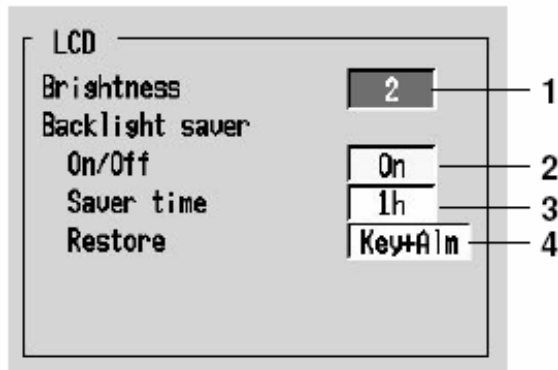 LCD
Brightness 2 1
Backlight saver
On/Off On 2
Saver time 1h 3
Restore Key+Alm 4